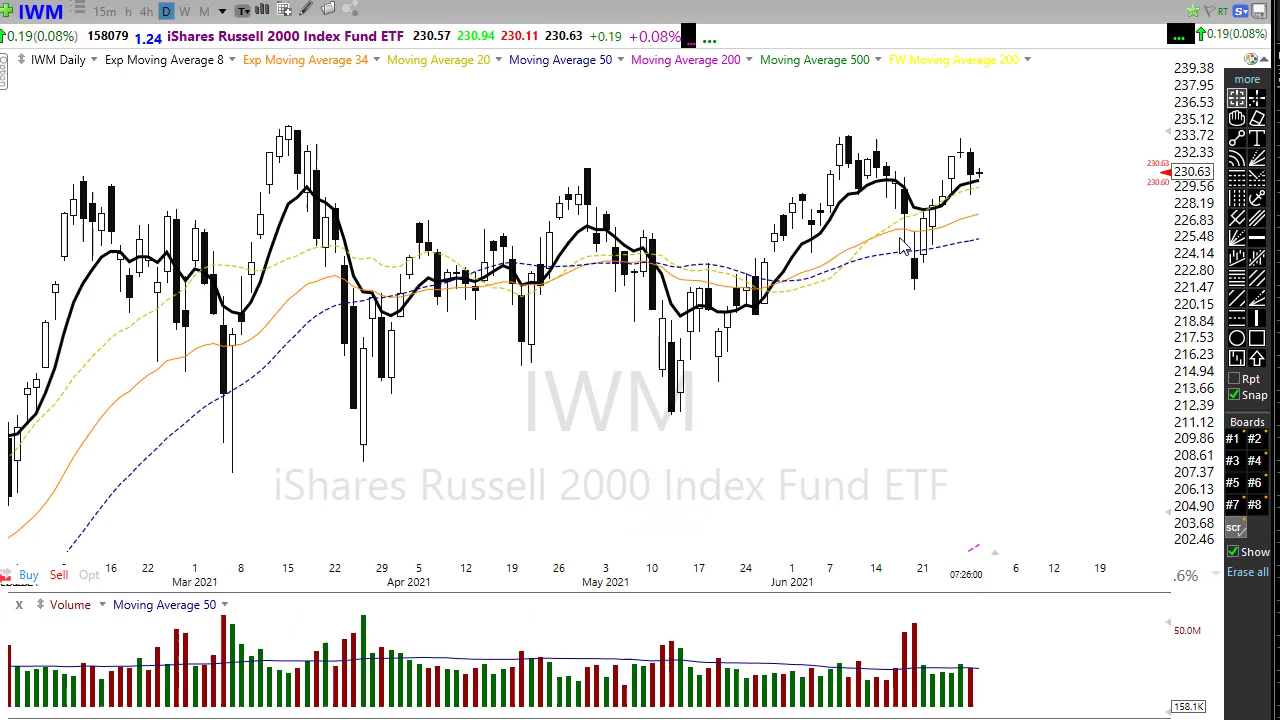 IWM 15m h 4h D W M T RT S
0.19(0.08%) 158079 1.24 iShares Russell 2000 Index Fund ETF 230.57 230.94 230.11 230.63 +0.19 +0.08% ... ... 0.19(0.08%)
IWM Daily Exp Moving Average 8 Exp Moving Average 34 Moving Average 20 Moving Average 50 Moving Average 200 Moving Average 500 FW Moving Average 200
Option
more
239.38
237.95
236.53
235.12
233.72
232.33
230.63
230.63
230.60
229.56
228.19
226.83
225.48
224.14
222.80
221.47
220.15
218.84
217.53
216.23
214.94
213.66
212.39
211.12
209.86
208.61
207.37
206.13
204.90
203.68
202.46
IWM
iShares Russell 2000 Index Fund ETF
Rpt
Snap
Boards
#1 #2
#3 #4
#5 #6
#7 #8
scr
Show
Erase all
16 22 8 15 22 29 5 12 19 26 3 10 17 24 1 7 14 21 07:26:00 6 12 19
Mar 2021 Apr 2021 May 2021 Jun 2021
Buy Sell Opt
.6%
X Volume Moving Average 50
50.0M
158.1K